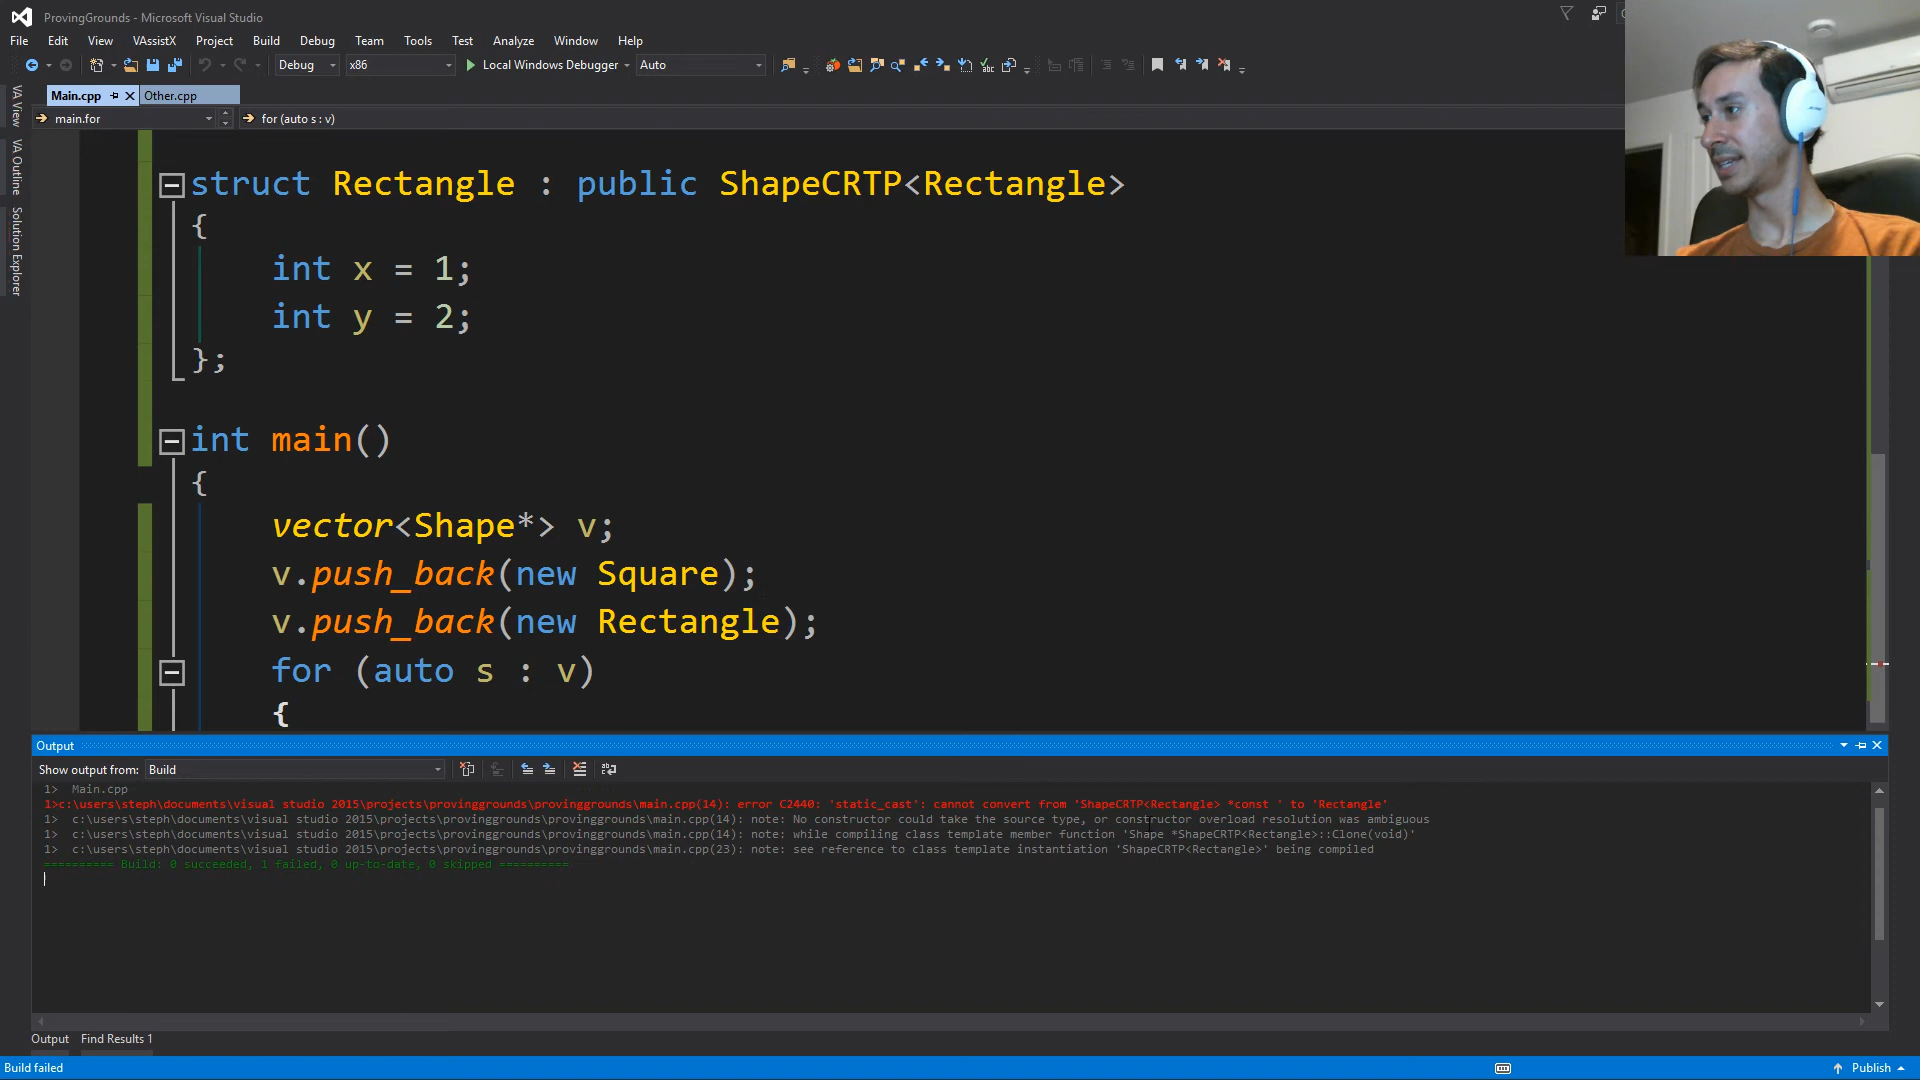 ProvingGrounds - Microsoft Visual Studio
File Edit View VAssistX Project Build Debug Team Tools Test Analyze Window Help
Debug x86 Local Windows Debugger Auto
Main.cpp Other.cpp
main.for for (auto s : v)
VA View
VA Outline
Solution Explorer
struct Rectangle : public ShapeCRTP<Rectangle>
{
int x = 1;
int y = 2;
};
int main()
{
vector<Shape*> v;
v.push_back(new Square);
v.push_back(new Rectangle);
for (auto s : v)
{
Output
Show output from: Build
1> Main.cpp
1>c:\users\steph\documents\visual studio 2015\projects\provinggrounds\provinggrounds\main.cpp(14): error C2440: 'static_cast': cannot convert from 'ShapeCRTP<Rectangle> *const ' to 'Rectangle'
1> c:\users\steph\documents\visual studio 2015\projects\provinggrounds\provinggrounds\main.cpp(14): note: No constructor could take the source type, or constructor overload resolution was ambiguous
1> c:\users\steph\documents\visual studio 2015\projects\provinggrounds\provinggrounds\main.cpp(14): note: while compiling class template member function 'Shape *ShapeCRTP<Rectangle>::Clone(void)'
1> c:\users\steph\documents\visual studio 2015\projects\provinggrounds\provinggrounds\main.cpp(23): note: see reference to class template instantiation 'ShapeCRTP<Rectangle>' being compiled
========== Build: 0 succeeded, 1 failed, 0 up-to-date, 0 skipped ==========
Output Find Results 1
Build failed Publish